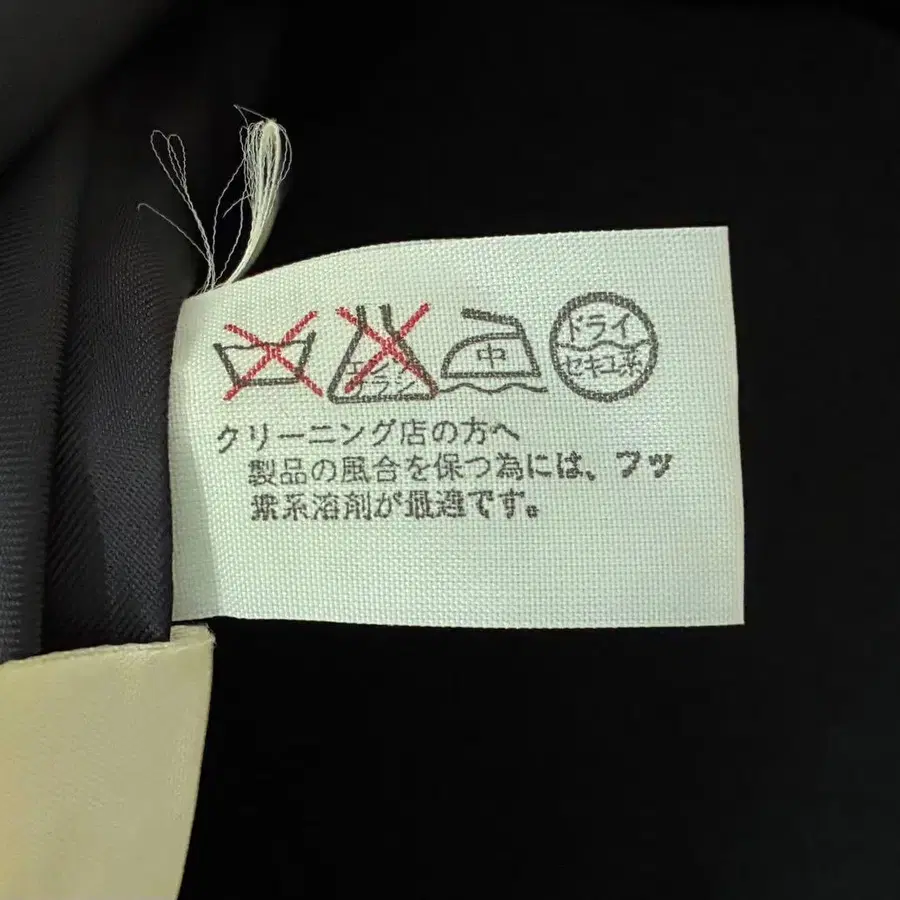 エンソ
サラシ
中
ドライ
セキユ系
クリーニング店の方へ
製品の風合を保つ為には、フッ
素系溶剤が最適です。